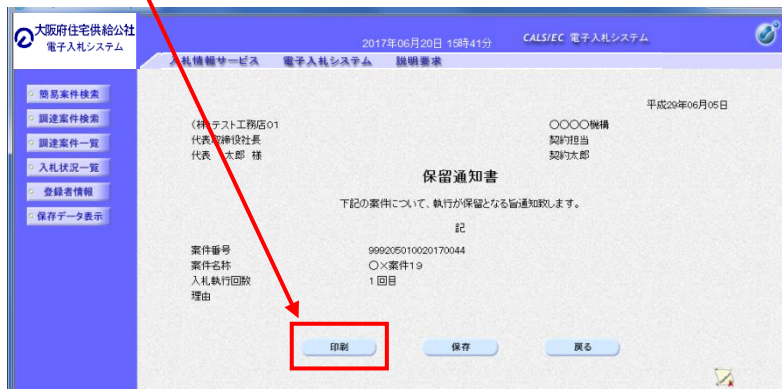 大阪府住宅供給公社
電子入札システム
2017年06月20日 15時41分
CALS/EC 電子入札システム
入札情報サービス 電子入札システム 説明要求
簡易案件検索
調達案件検索
調達案件一覧
入札状況一覧
登録者情報
保存データ表示
平成29年06月05日
(株)テスト工務店01
代表取締役社長
代表 太郎 様
〇〇〇〇機構
契約担当
契約太郎
保留通知書
下記の案件について、執行が保留となる旨通知致します。
記
案件番号 999205010020170044
案件名称 〇×案件19
入札執行回数 1回目
理由
印刷 保存 戻る